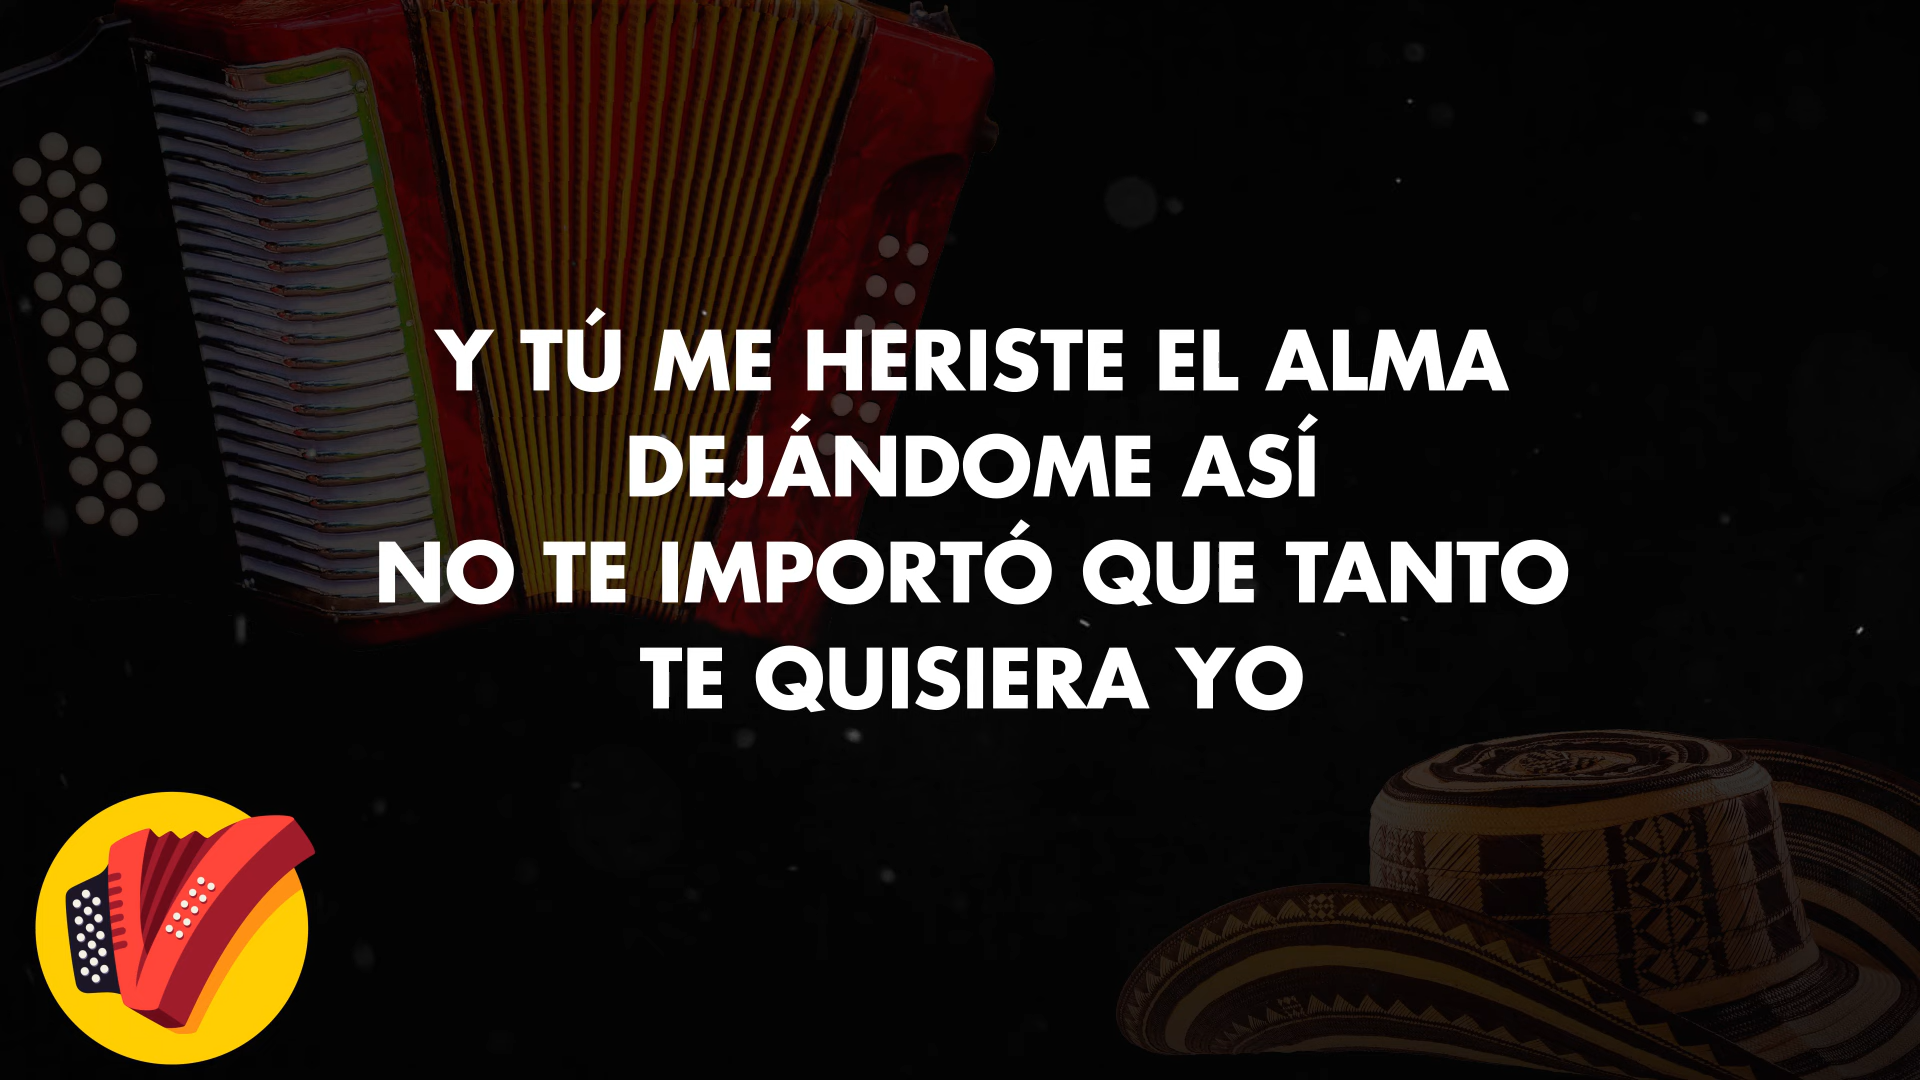 Y TÚ ME HERISTE EL ALMA
DEJÁNDOME ASÍ
NO TE IMPORTÓ QUE TANTO
TE QUISIERA YO